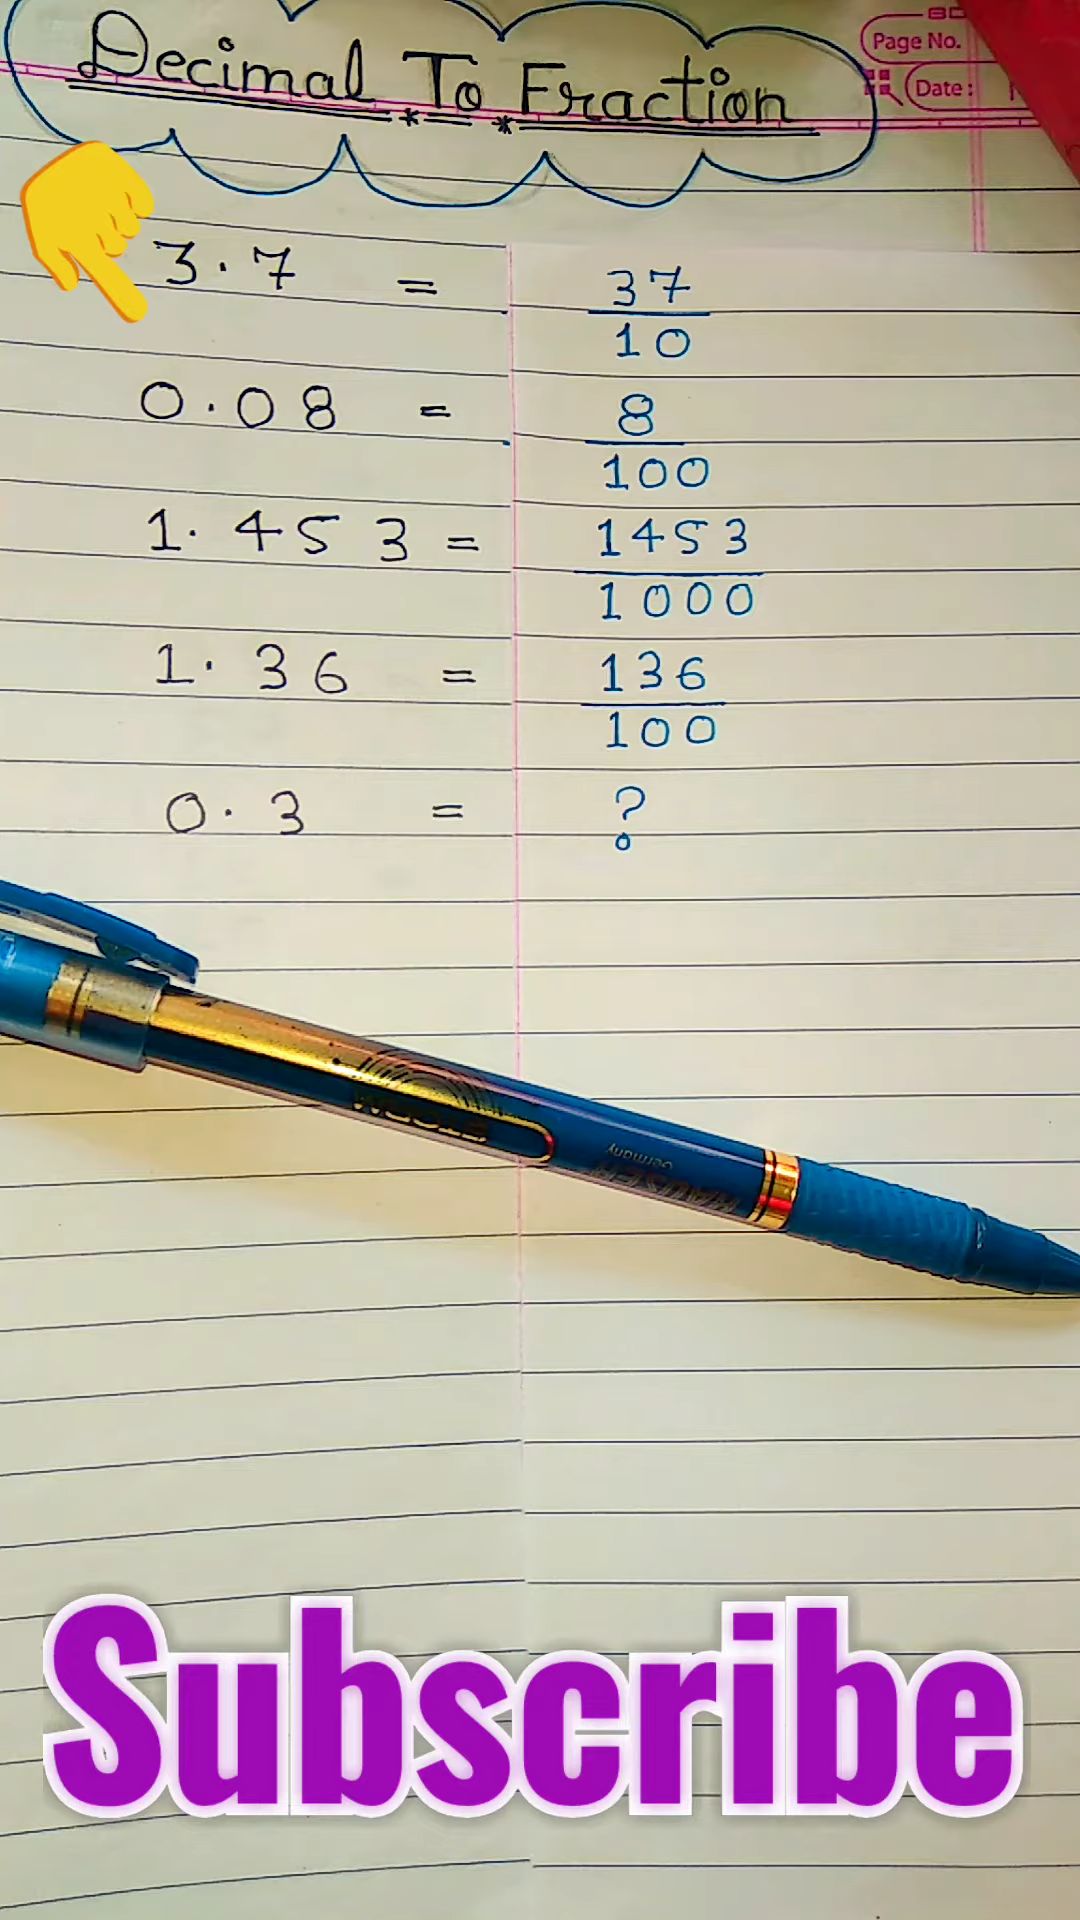 Decimal To Fraction
Page No.
Date:
3.7 = 37/10
0.08 = 8/100
1.453 = 1453/1000
1.36 = 136/100
0.3 = ?
HAUSER
Germany
Subscribe